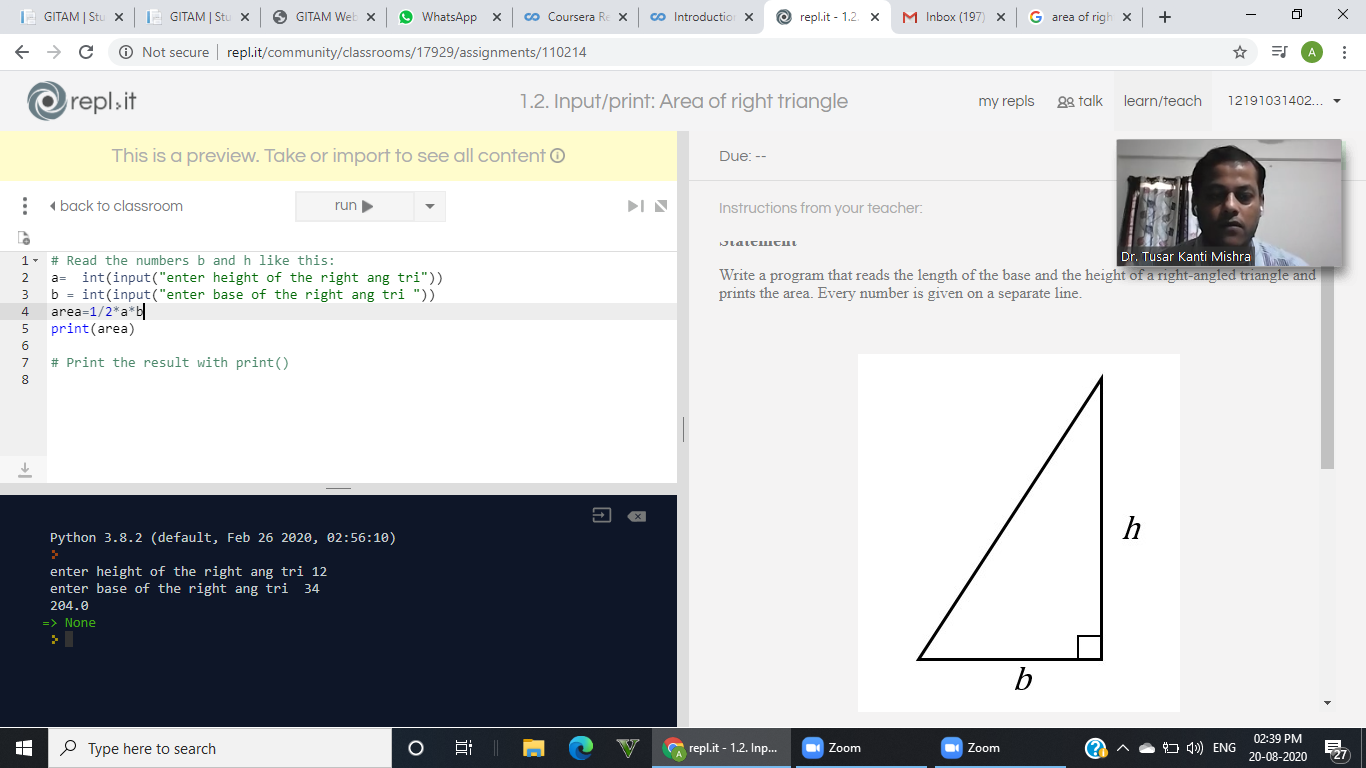 GITAM | Stu
GITAM | Stu
GITAM Web
WhatsApp
Coursera Re
Introduction
repl.it - 1.2.
Inbox (197)
area of righ
Not secure
repl.it/community/classrooms/17929/assignments/110214
A
repl.it
1.2. Input/print: Area of right triangle
my repls
talk
learn/teach
12191031402...
This is a preview. Take or import to see all content
back to classroom
run
1 # Read the numbers b and h like this:
2 a=  int(input("enter height of the right ang tri"))
3 b = int(input("enter base of the right ang tri "))
4 area=1/2*a*b
5 print(area)
6
7 # Print the result with print()
8
Python 3.8.2 (default, Feb 26 2020, 02:56:10)
enter height of the right ang tri 12
enter base of the right ang tri  34
204.0
=> None
Due: --
Instructions from your teacher:
Statement
Dr. Tusar Kanti Mishra
Write a program that reads the length of the base and the height of a right-angled triangle and
prints the area. Every number is given on a separate line.
h
b
Type here to search
repl.it - 1.2. Inp...
Zoom
Zoom
ENG
02:39 PM
20-08-2020
27